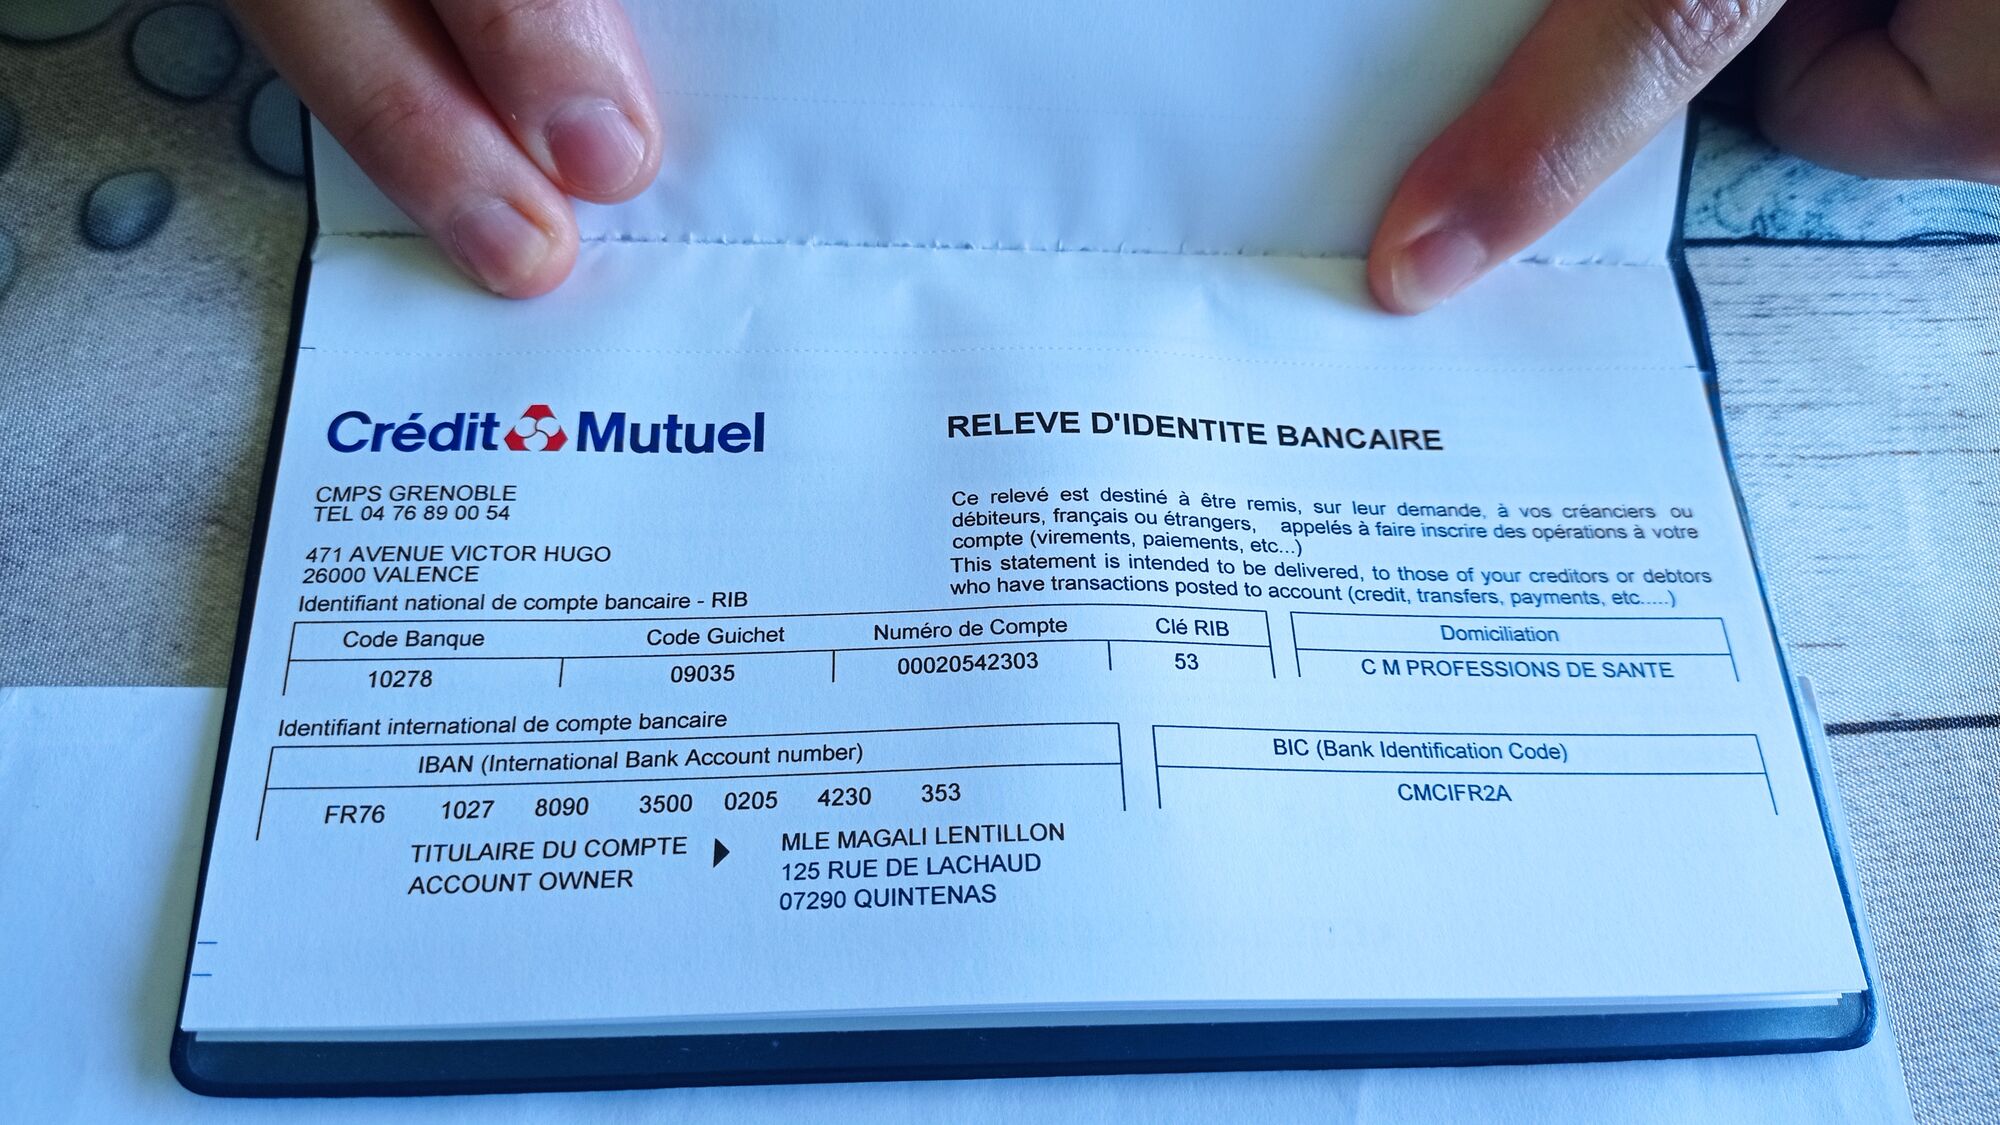 Crédit Mutuel
RELEVE D'IDENTITE BANCAIRE
CMPS GRENOBLE
TEL 04 76 89 00 54
471 AVENUE VICTOR HUGO
26000 VALENCE
Ce relevé est destiné à être remis, sur leur demande, à vos créanciers ou
débiteurs, français ou étrangers, appelés à faire inscrire des opérations à votre
compte (virements, paiements, etc...)
This statement is intended to be delivered, to those of your creditors or debtors
who have transactions posted to account (credit, transfers, payments, etc.....)
Identifiant national de compte bancaire - RIB
Code Banque Code Guichet Numéro de Compte Clé RIB Domiciliation
10278 09035 00020542303 53 C M PROFESSIONS DE SANTE
Identifiant international de compte bancaire
IBAN (International Bank Account number) BIC (Bank Identification Code)
FR76 1027 8090 3500 0205 4230 353 CMCIFR2A
TITULAIRE DU COMPTE MLE MAGALI LENTILLON
ACCOUNT OWNER 125 RUE DE LACHAUD
07290 QUINTENAS